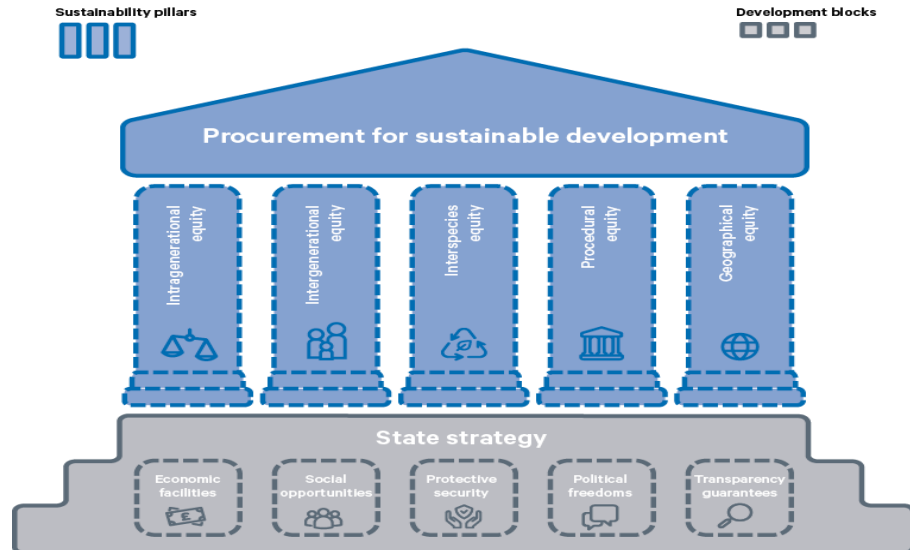 Sustainability pillars
Development blocks
Procurement for sustainable development
Intragenerational
equity
Intergenerational
equity
Interspecies
equity
Procedural
equity
Geographical
equity
State strategy
Economic
facilities
Social
opportunities
Protective
security
Political
freedoms
Transparency
guarantees
£